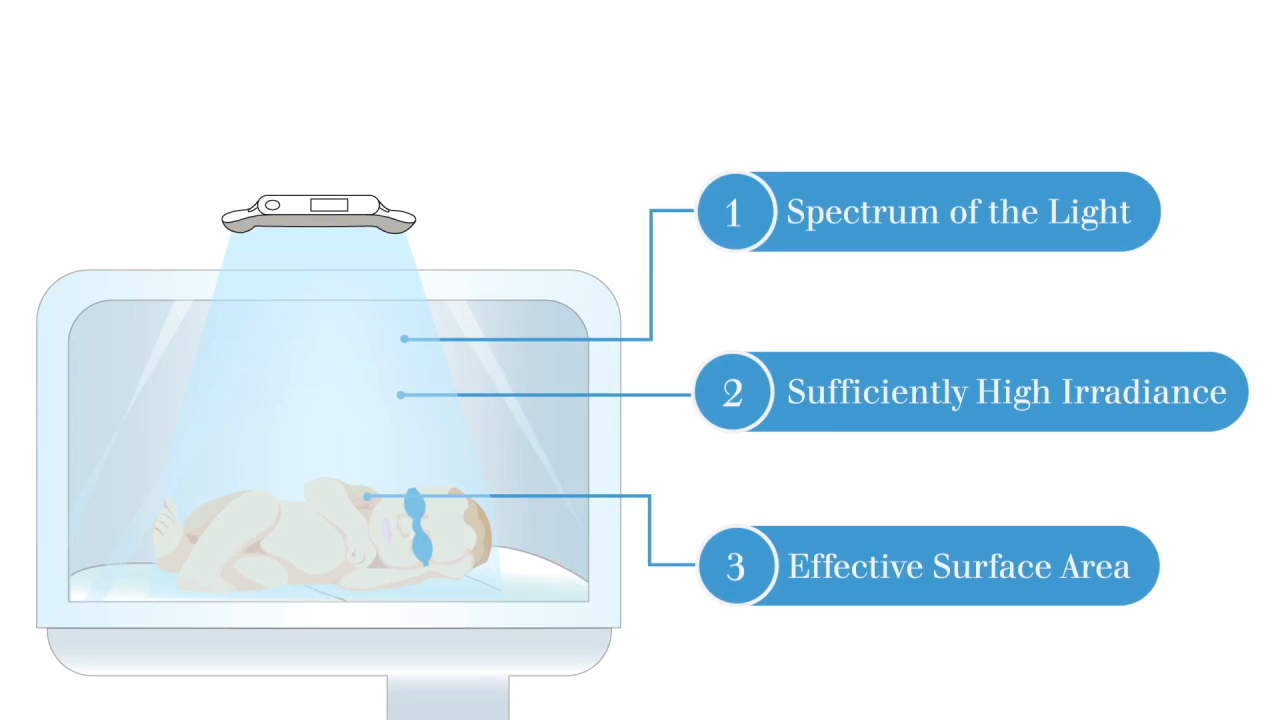 1 Spectrum of the Light
2 Sufficiently High Irradiance
3 Effective Surface Area